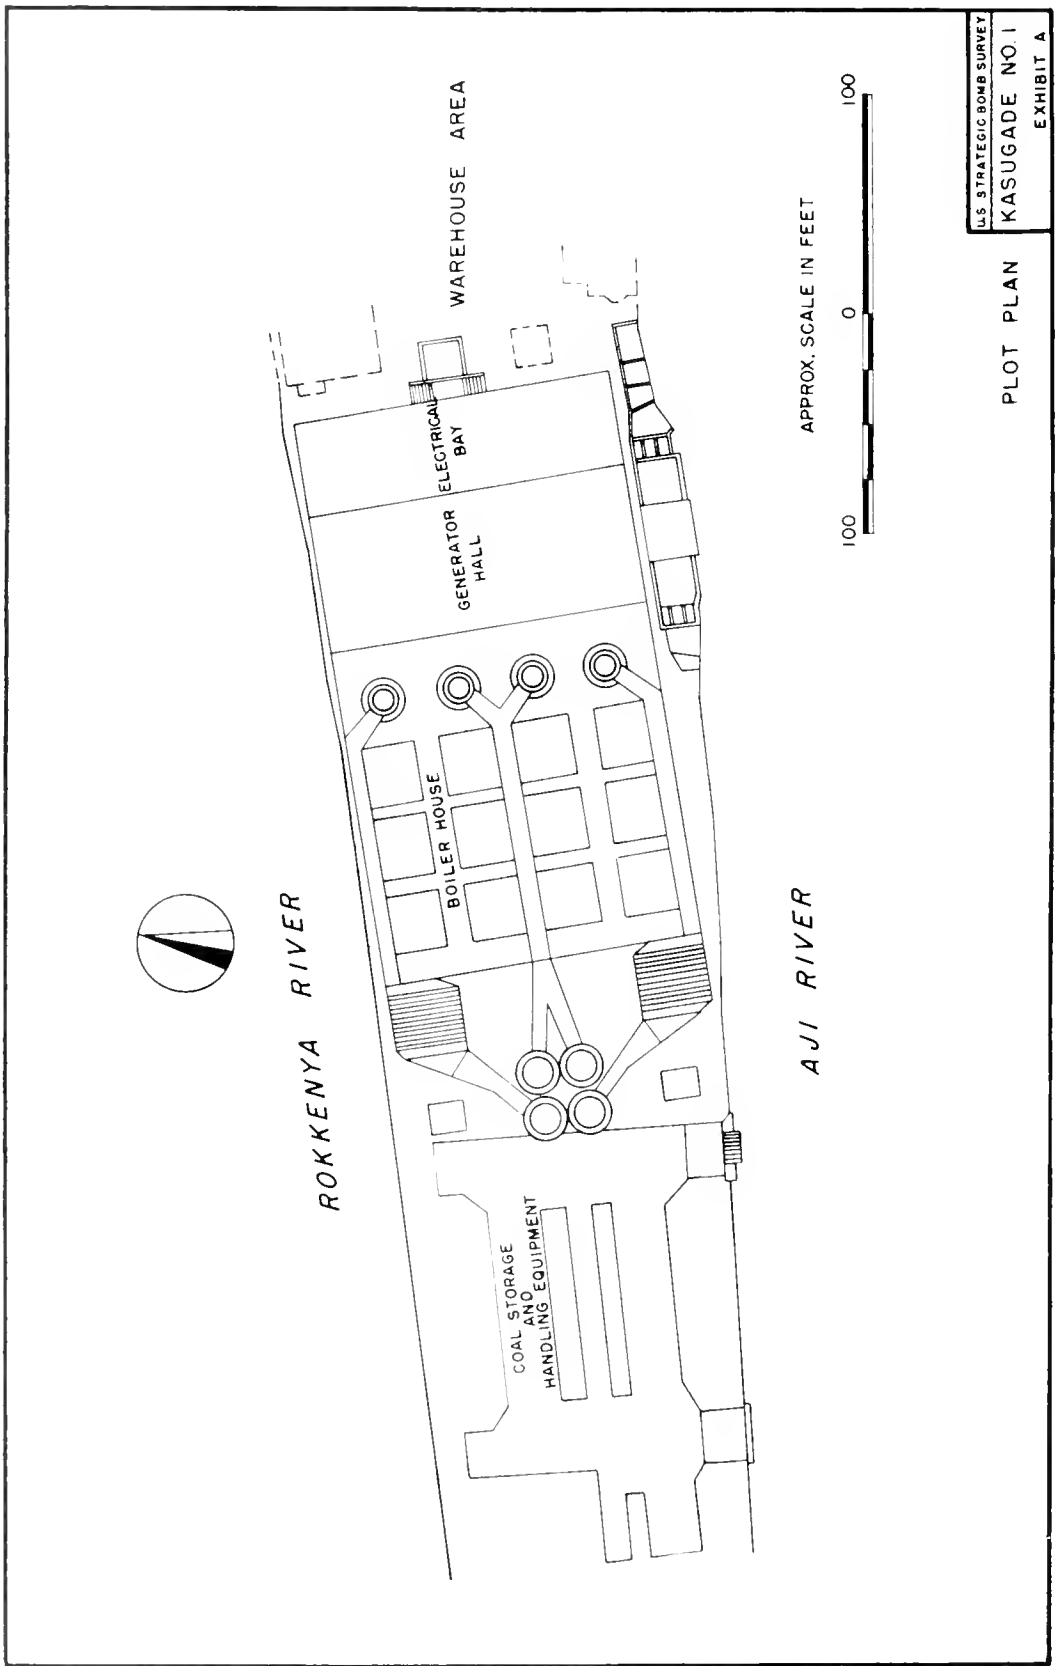 ROKKENYA RIVER
COAL STORAGE
AND
HANDLING EQUIPMENT
BOILER HOUSE
GENERATOR
HALL
ELECTRICAL
BAY
WAREHOUSE AREA
AJI RIVER
APPROX. SCALE IN FEET
100 0 100
PLOT PLAN
U.S STRATEGIC BOMB SURVEY
KASUGADE NO. 1
EXHIBIT A